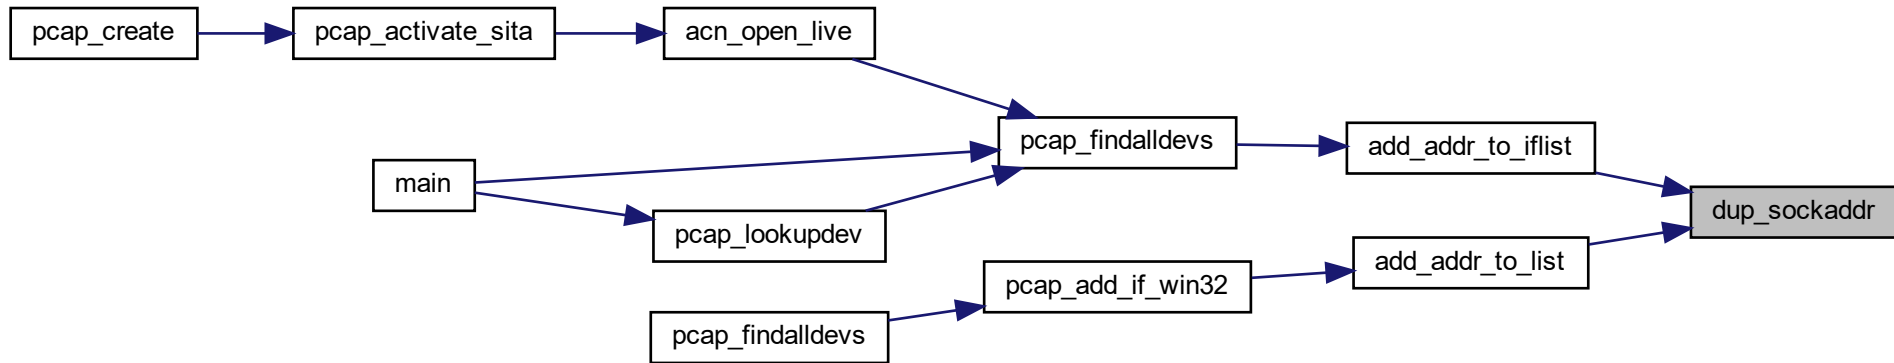 pcap_create
pcap_activate_sita
acn_open_live
pcap_findalldevs
add_addr_to_iflist
main
dup_sockaddr
pcap_lookupdev
add_addr_to_list
pcap_add_if_win32
pcap_findalldevs